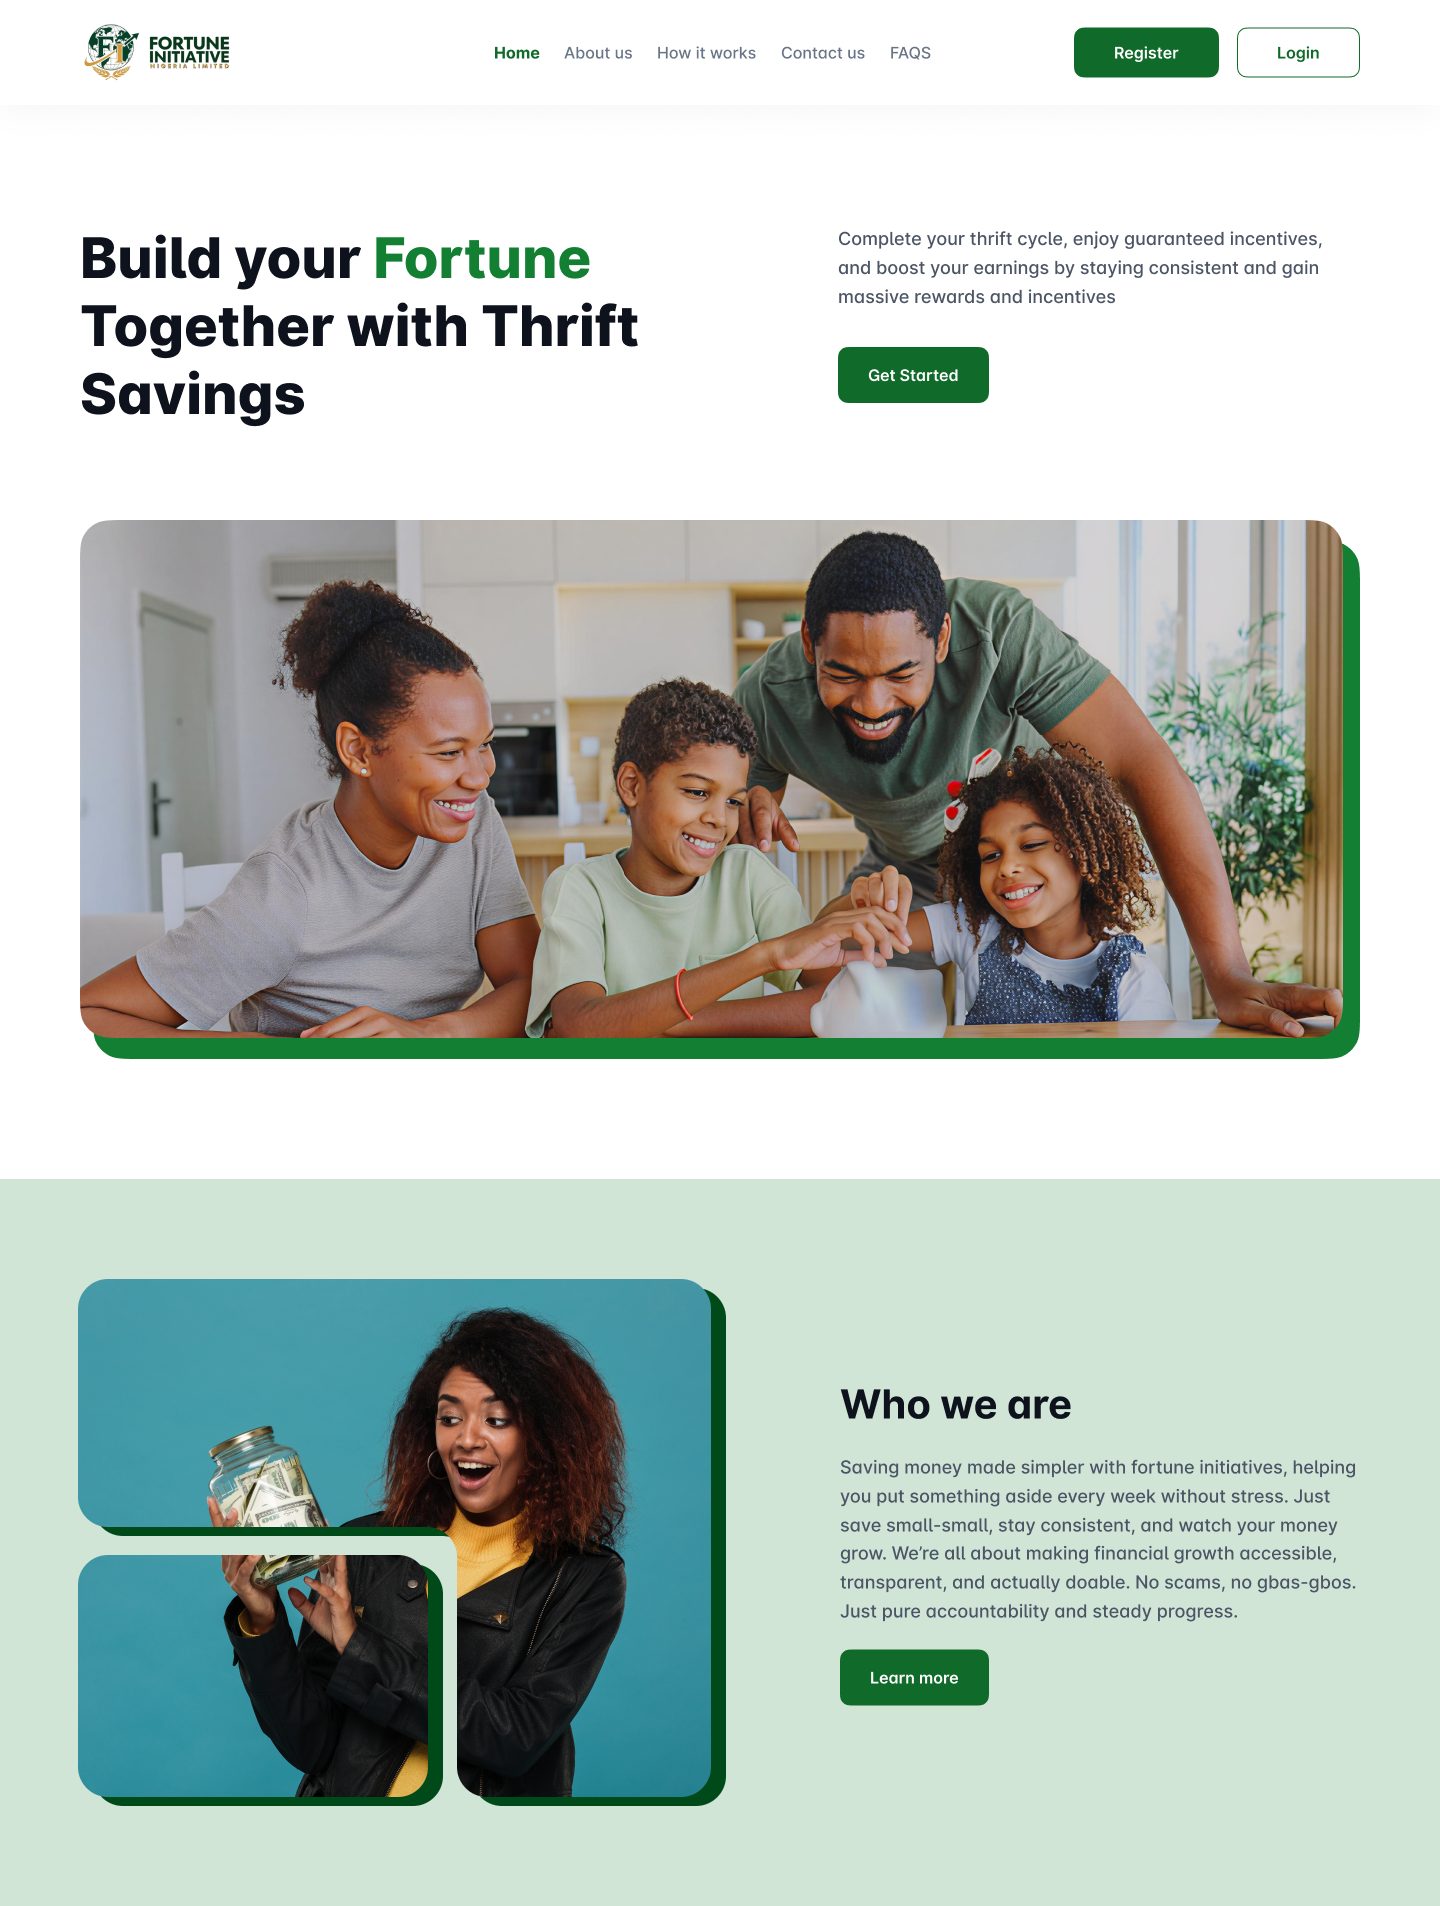 FORTUNE
INITIATIVE
NIGERIA LIMITED
Home About us How it works Contact us FAQS
Register Login
Build your Fortune
Together with Thrift
Savings
Complete your thrift cycle, enjoy guaranteed incentives,
and boost your earnings by staying consistent and gain
massive rewards and incentives
Get Started
Who we are
Saving money made simpler with fortune initiatives, helping
you put something aside every week without stress. Just
save small-small, stay consistent, and watch your money
grow. We’re all about making financial growth accessible,
transparent, and actually doable. No scams, no gbas-gbos.
Just pure accountability and steady progress.
Learn more